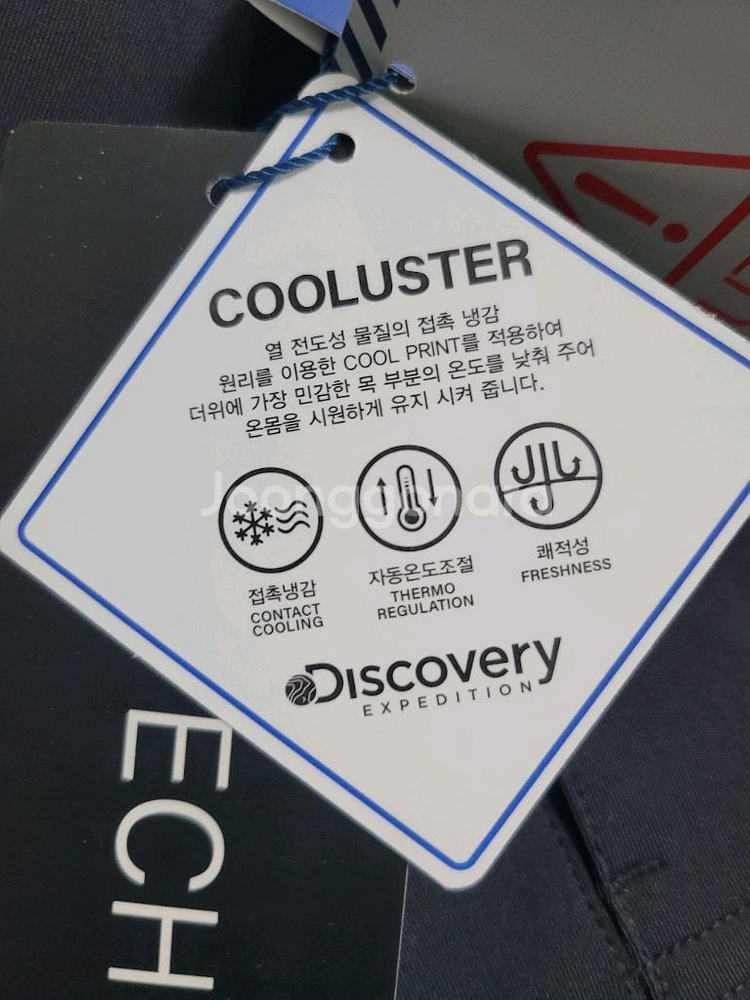 COOLUSTER
열 전도성 물질의 접촉 냉감
원리를 이용한 COOL PRINT를 적용하여
더위에 가장 민감한 목 부분의 온도를 낮춰 주어
온몸을 시원하게 유지 시켜 줍니다.
Joonggonara
접촉냉감
CONTACT
COOLING
자동온도조절
THERMO
REGULATION
쾌적성
FRESHNESS
Discovery
EXPEDITION
ECH